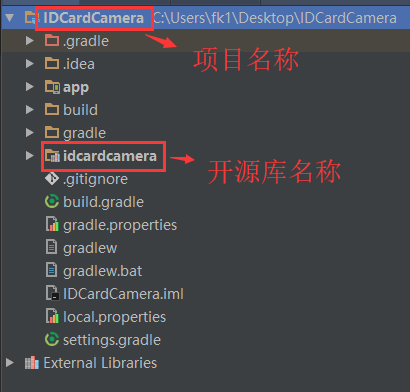 IDCardCamera C:\Users\fk1\Desktop\IDCardCamera
.gradle
项目名称
.idea
app
build
gradle
idcardcamera
开源库名称
.gitignore
build.gradle
gradle.properties
gradlew
gradlew.bat
IDCardCamera.iml
local.properties
settings.gradle
External Libraries